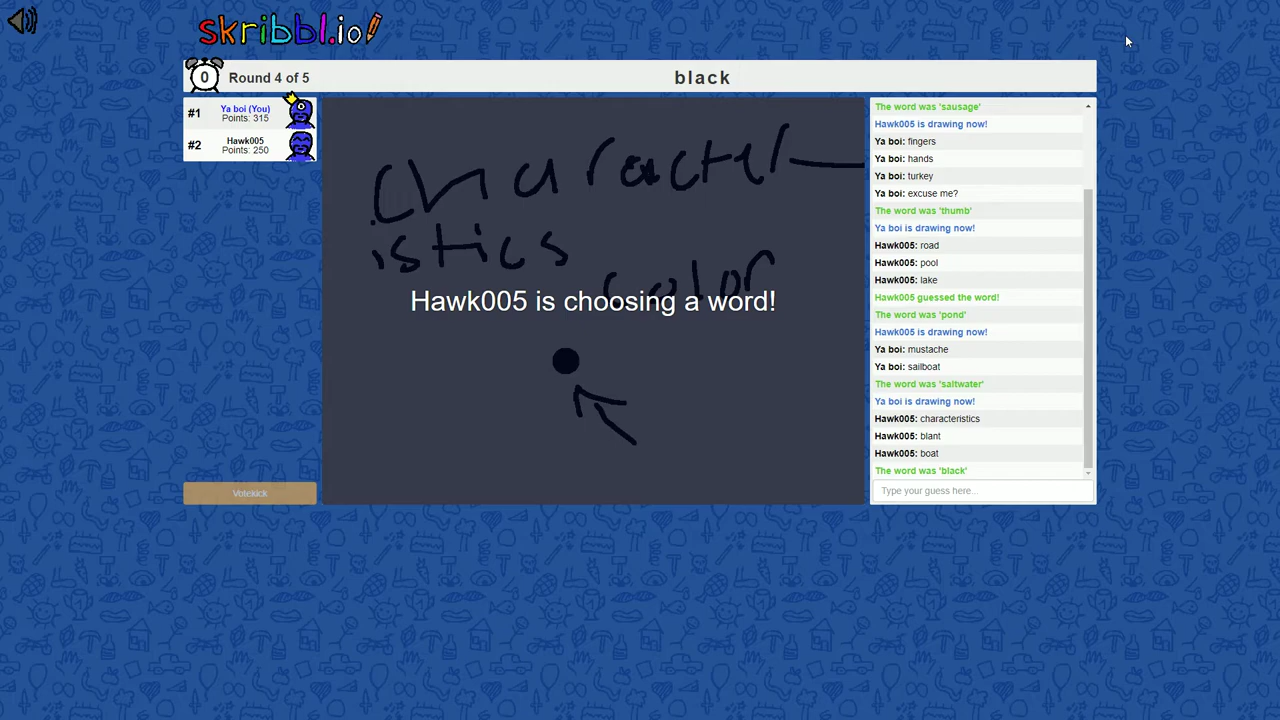 skribbl.io
0 Round 4 of 5 black
#1 Ya boi (You)
Points: 315
#2 Hawk005
Points: 250
character-
istics
color
Hawk005 is choosing a word!
Votekick
The word was 'sausage'
Hawk005 is drawing now!
Ya boi: fingers
Ya boi: hands
Ya boi: turkey
Ya boi: excuse me?
The word was 'thumb'
Ya boi is drawing now!
Hawk005: road
Hawk005: pool
Hawk005: lake
Hawk005 guessed the word!
The word was 'pond'
Hawk005 is drawing now!
Ya boi: mustache
Ya boi: sailboat
The word was 'saltwater'
Ya boi is drawing now!
Hawk005: characteristics
Hawk005: blant
Hawk005: boat
The word was 'black'
Type your guess here...